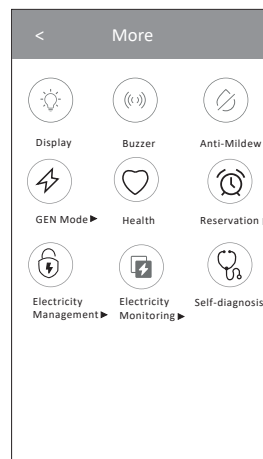 < More
Display Buzzer Anti-Mildew
GEN Mode▶ Health Reservation
Electricity Electricity Self-diagnosis
Management▶ Monitoring▶